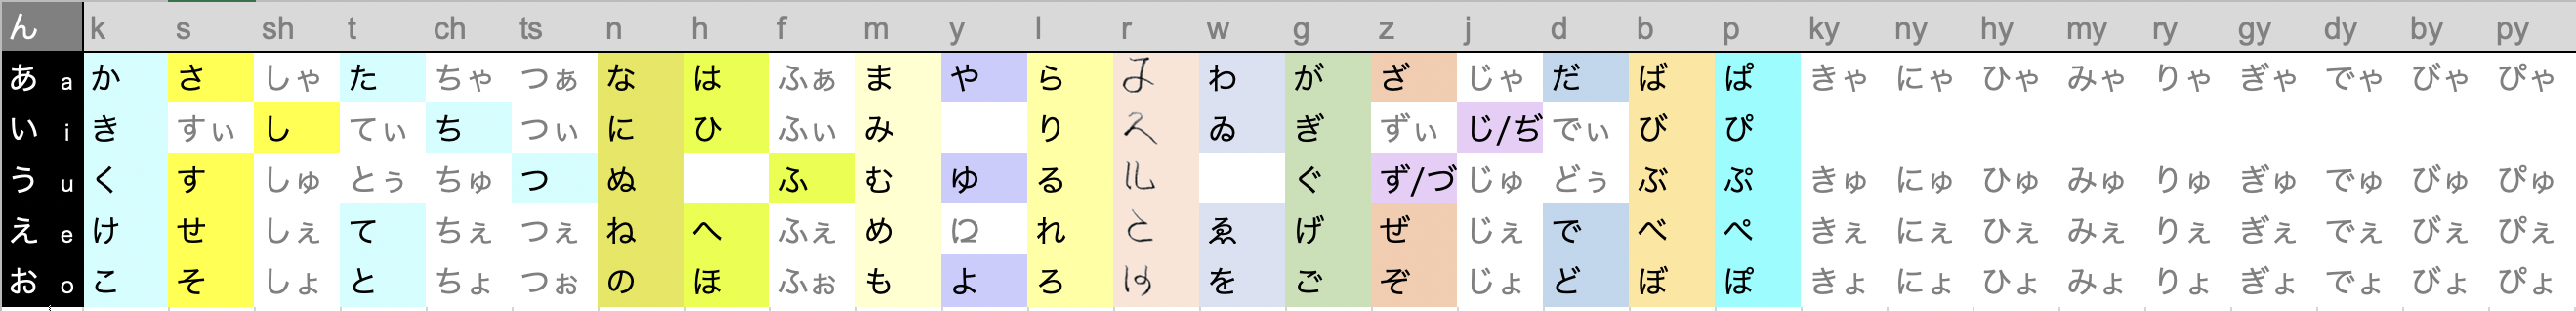 ん k s sh t ch ts n h f m y l r w g z j d b p ky ny hy my ry gy dy by py
あ a か さ しゃ た ちゃ つぁ な は ふぁ ま や ら わ が ざ じゃ だ ば ぱ きゃ にゃ ひゃ みゃ りゃ ぎゃ でゃ びゃ ぴゃ
い i き すぃ し てぃ ち つぃ に ひ ふぃ み り ゐ ぎ ずぃ じ/ぢ でぃ び ぴ
う u く す しゅ とぅ ちゅ つ ぬ ふ む ゆ る ぐ ず/づ じゅ どぅ ぶ ぷ きゅ にゅ ひゅ みゅ りゅ ぎゅ でゅ びゅ ぴゅ
え e け せ しぇ て ちぇ つぇ ね へ ふぇ め れ ゑ げ ぜ じぇ で べ ぺ きぇ にぇ ひぇ みぇ りぇ ぎぇ でぇ びぇ ぴぇ
お o こ そ しょ と ちょ つぉ の ほ ふぉ も よ ろ を ご ぞ じょ ど ぼ ぽ きょ にょ ひょ みょ りょ ぎょ でょ びょ ぴょ